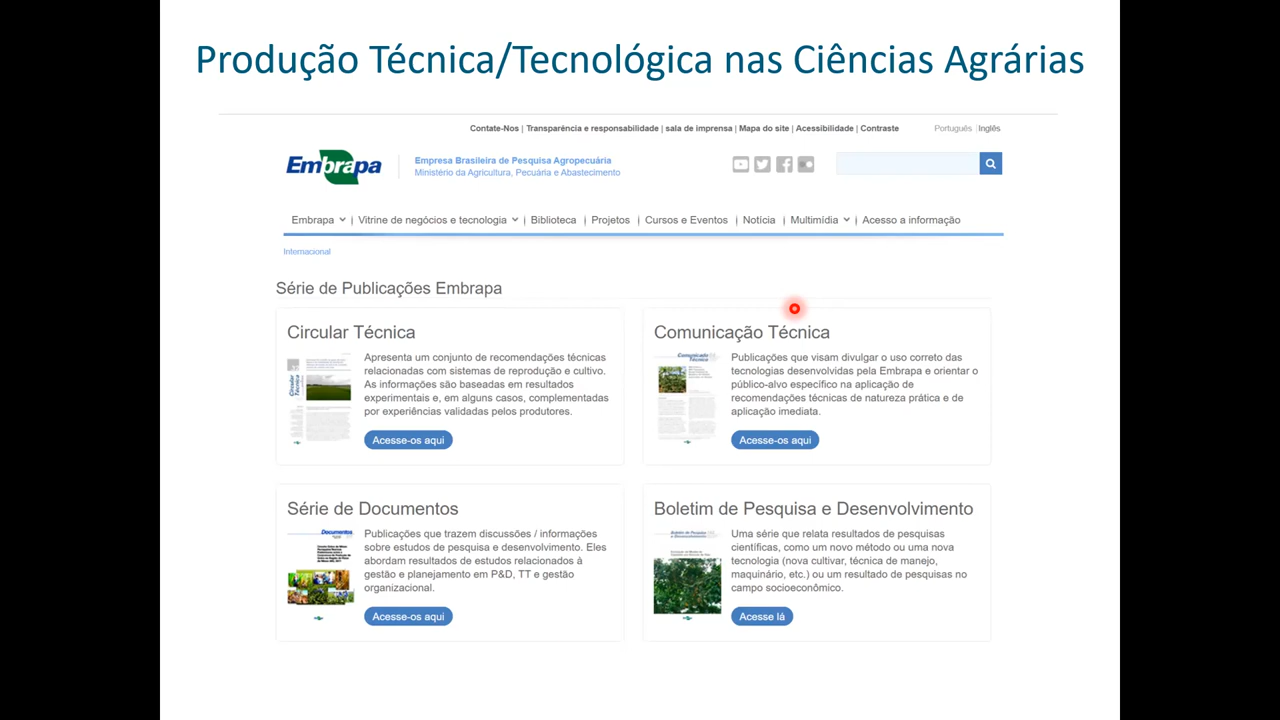 Produção Técnica/Tecnológica nas Ciências Agrárias
Contate-Nos | Transparência e responsabilidade | sala de imprensa | Mapa do site | Acessibilidade | Contraste
Português | Inglês
Embrapa
Empresa Brasileira de Pesquisa Agropecuária
Ministério da Agricultura, Pecuária e Abastecimento
Embrapa | Vitrine de negócios e tecnologia | Biblioteca | Projetos | Cursos e Eventos | Notícia | Multimídia | Acesso a informação
Internacional
Série de Publicações Embrapa
Circular Técnica
Circular Técnica
Apresenta um conjunto de recomendações técnicas
relacionadas com sistemas de reprodução e cultivo.
As informações são baseadas em resultados
experimentais e, em alguns casos, complementadas
por experiências validadas pelos produtores.
Acesse-os aqui
Comunicação Técnica
Comunicado
Técnico
Publicações que visam divulgar o uso correto das
tecnologias desenvolvidas pela Embrapa e orientar o
público-alvo específico na aplicação de
recomendações técnicas de natureza prática e de
aplicação imediata.
Acesse-os aqui
Série de Documentos
Documentos
Publicações que trazem discussões / informações
sobre estudos de pesquisa e desenvolvimento. Eles
abordam resultados de estudos relacionados à
gestão e planejamento em P&D, TT e gestão
organizacional.
Acesse-os aqui
Boletim de Pesquisa e Desenvolvimento
Boletim de Pesquisa
e Desenvolvimento
Uma série que relata resultados de pesquisas
científicas, como um novo método ou uma nova
tecnologia (nova cultivar, técnica de manejo,
maquinário, etc.) ou um resultado de pesquisas no
campo socioeconômico.
Acesse lá